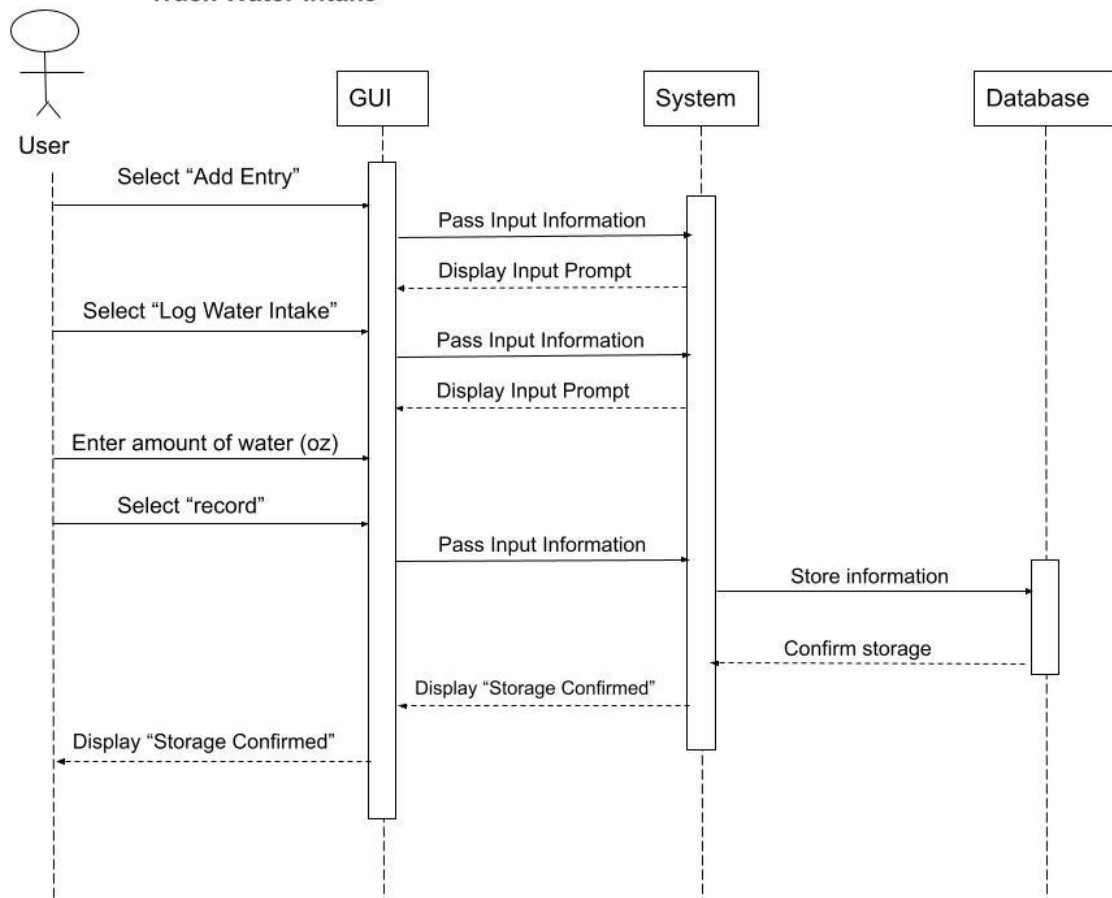 Water Intake
GUI
System
Database
User
Select “Add Entry”
Pass Input Information
Display Input Prompt
Select “Log Water Intake”
Pass Input Information
Display Input Prompt
Enter amount of water (oz)
Select “record”
Pass Input Information
Store information
Confirm storage
Display “Storage Confirmed”
Display “Storage Confirmed”